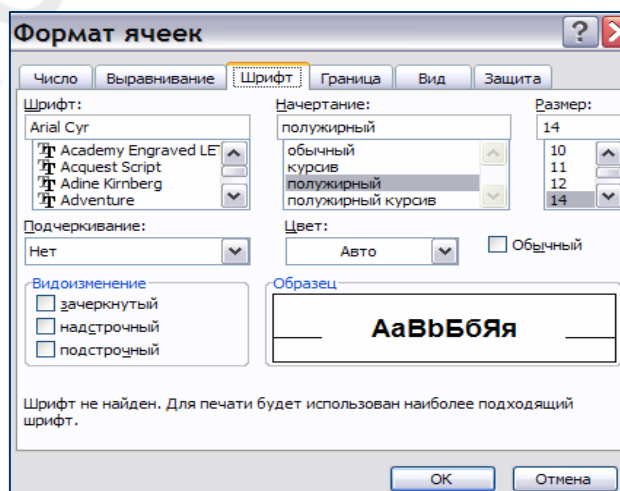 Формат ячеек
Число Выравнивание Шрифт Граница Вид Защита
Шрифт: Начертание: Размер:
Arial Cyr полужирный 14
Academy Engraved LET обычный 10
Acquest Script курсив 11
Adine Kirnberg полужирный 12
Adventure полужирный курсив 14
Подчеркивание: Цвет:
Нет Авто Обычный
Видоизменение Образец
зачеркнутый
надстрочный АаВbБбЯя
подстрочный
Шрифт не найден. Для печати будет использован наиболее подходящий
шрифт.
ОК Отмена